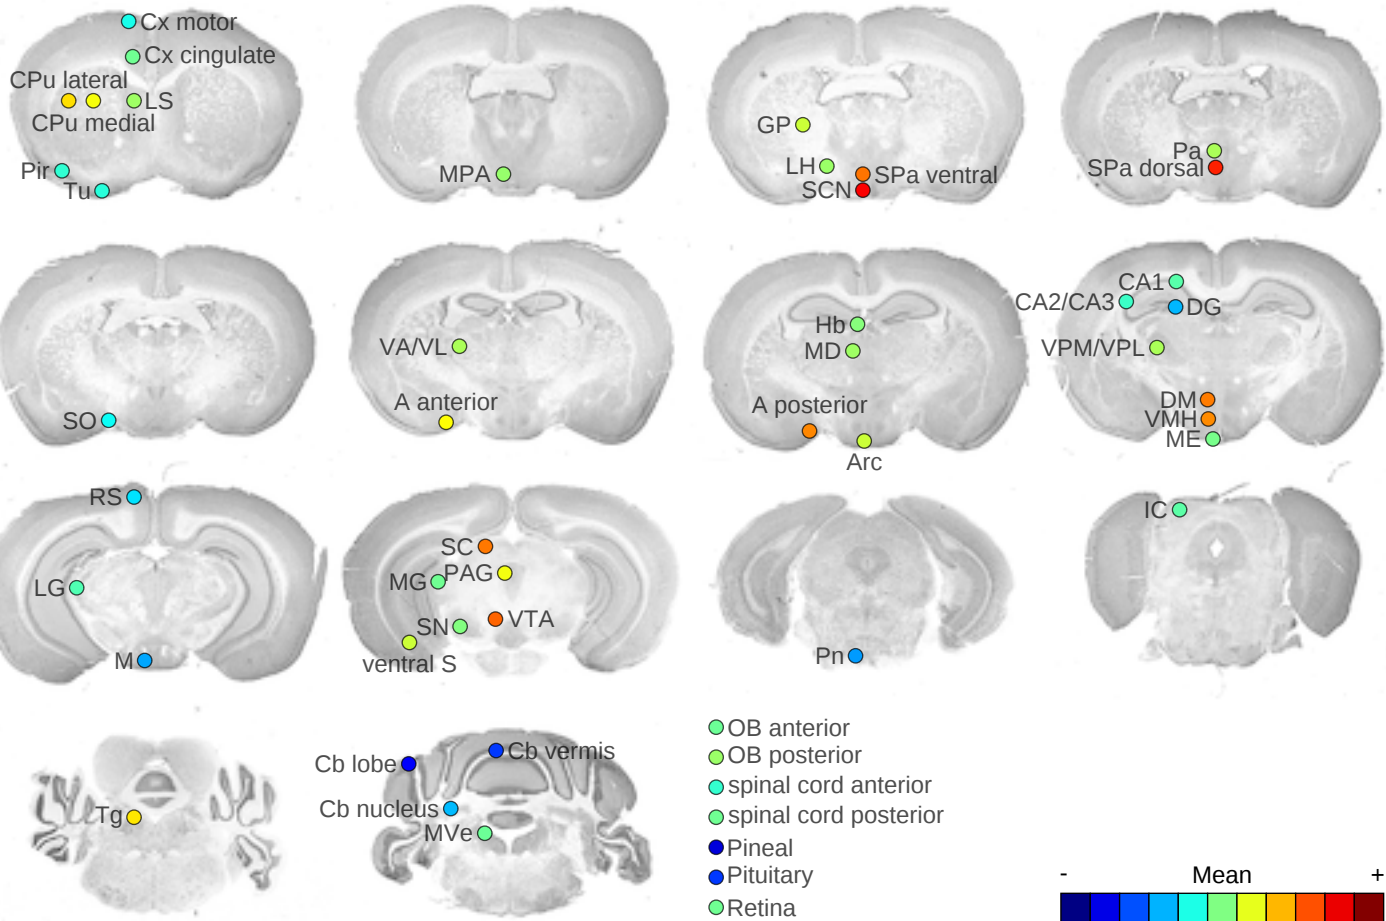 Cx motor
Cx cingulate
CPu lateral
LS
CPu medial
Pir
Tu
MPA
GP
LH
SPa ventral
SCN
Pa
SPa dorsal
SO
VA/VL
A anterior
Hb
MD
A posterior
Arc
CA1
CA2/CA3
DG
VPM/VPL
DM
VMH
ME
RS
LG
M
SC
PAG
MG
VTA
SN
ventral S
Pn
IC
Tg
Cb lobe
Cb vermis
Cb nucleus
MVe
OB anterior
OB posterior
spinal cord anterior
spinal cord posterior
Pineal
Pituitary
Retina
- Mean +